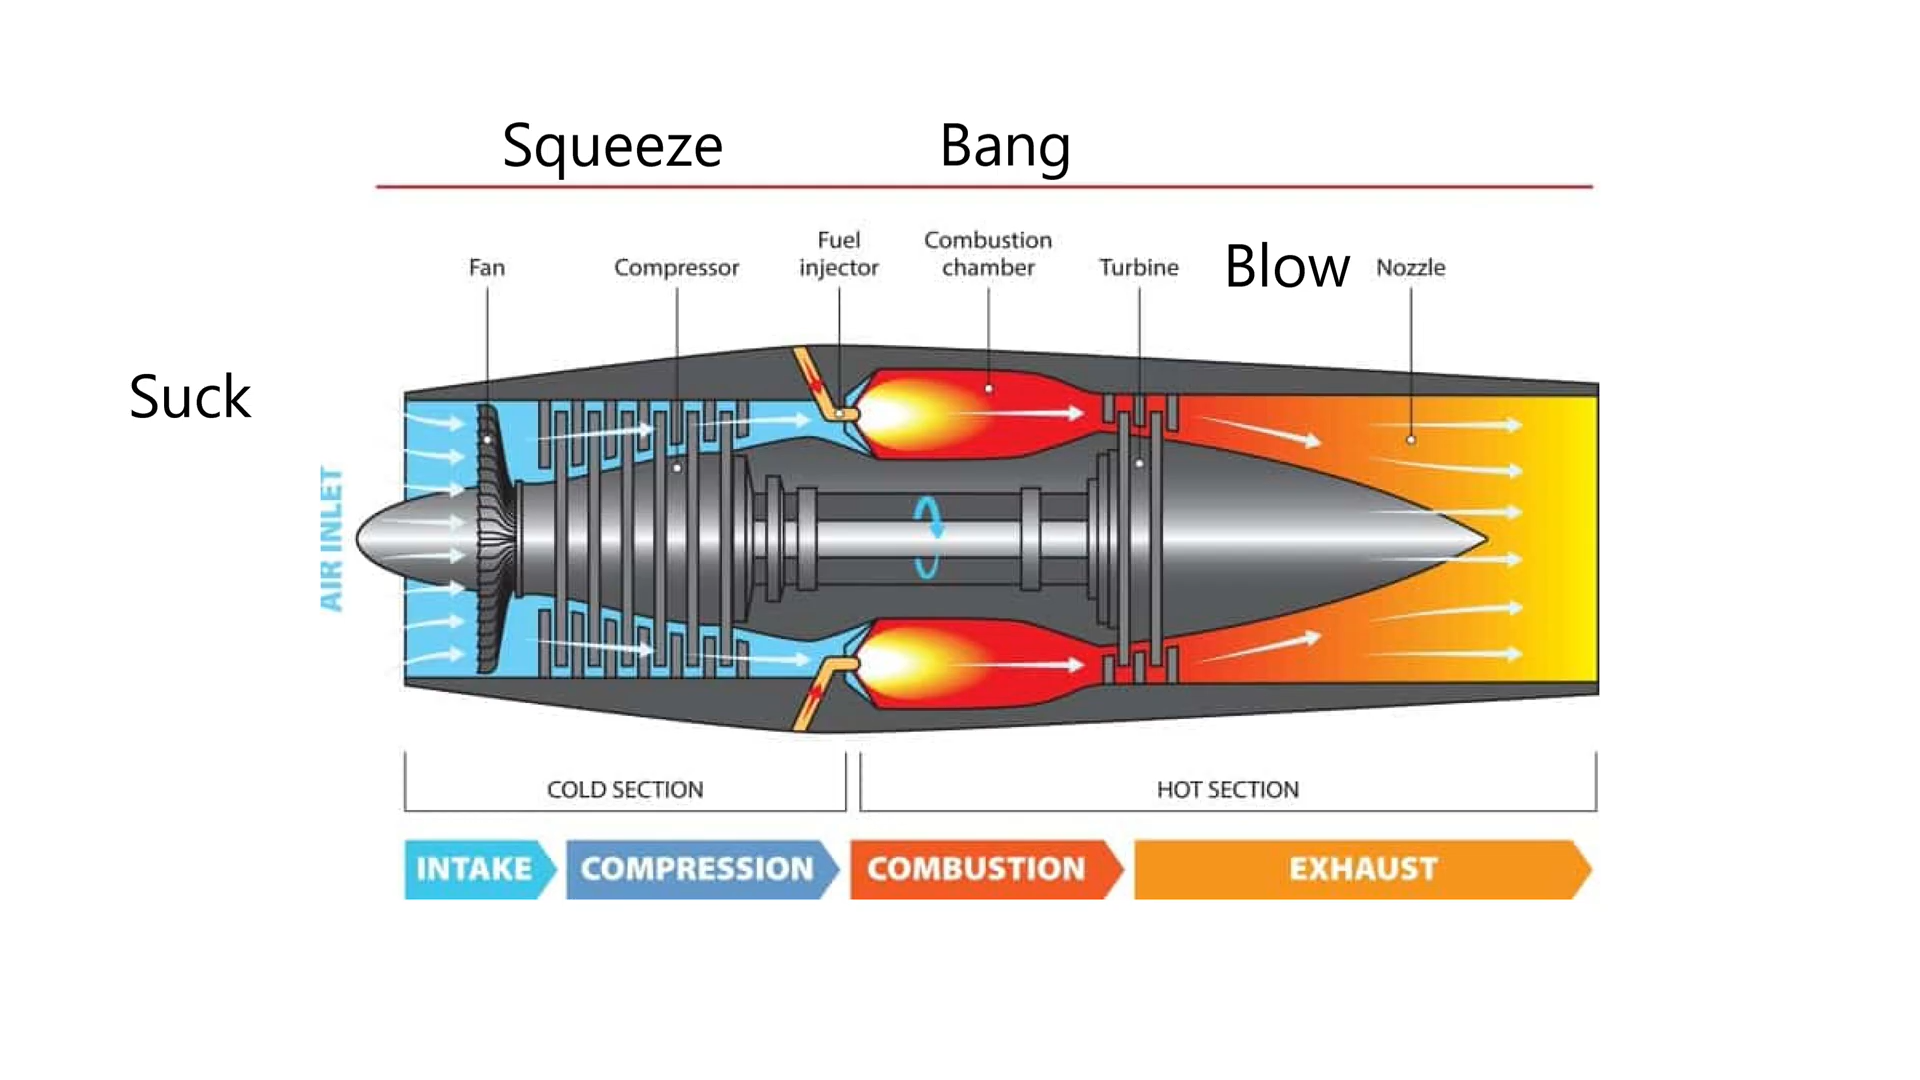 Squeeze
Bang
Fan
Compressor
Fuel
injector
Combustion
chamber
Turbine
Blow
Nozzle
Suck
AIR INLET
COLD SECTION
HOT SECTION
INTAKE
COMPRESSION
COMBUSTION
EXHAUST